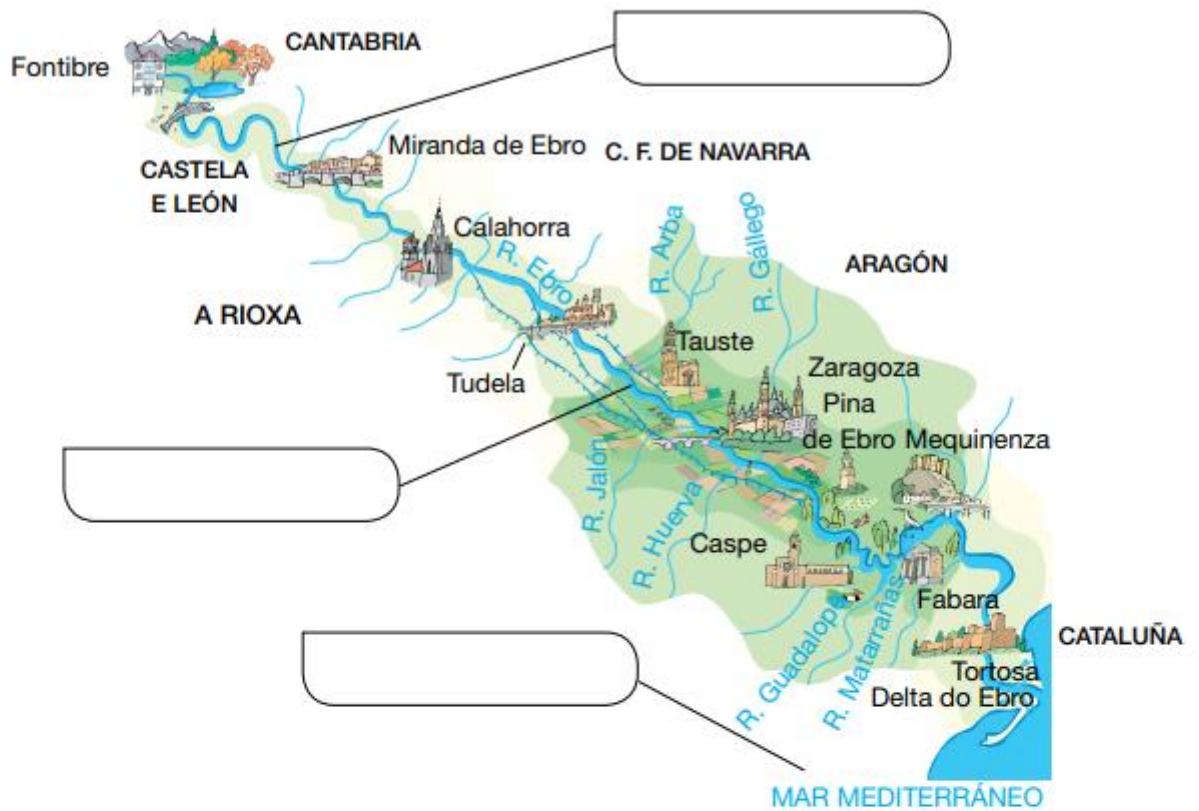 CANTABRIA
Fontibre
Miranda de Ebro
C. F. DE NAVARRA
CASTELA
E LEÓN
Calahorra
R. Ebro
R. Arba
R. Gállego
ARAGÓN
A RIOXA
Tauste
Tudela
Zaragoza
Pina
de Ebro
Mequinenza
R. Jalón
R. Huerva
Caspe
Fabara
R. Guadalope
R. Matarrañas
CATALUÑA
Tortosa
Delta do Ebro
MAR MEDITERRÁNEO